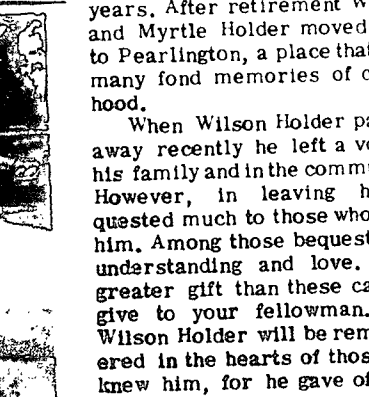 years. After retirement W
and Myrtle Holder moved
to Pearlington, a place that
many fond memories of c
hood.
When Wilson Holder pa
away recently he left a vo
his family and in the commu
However, in leaving h
quested much to those who
him. Among those bequest
understanding and love.
greater gift than these ca
give to your fellowman.
Wilson Holder will be rem
ered in the hearts of thos
knew him, for he gave of